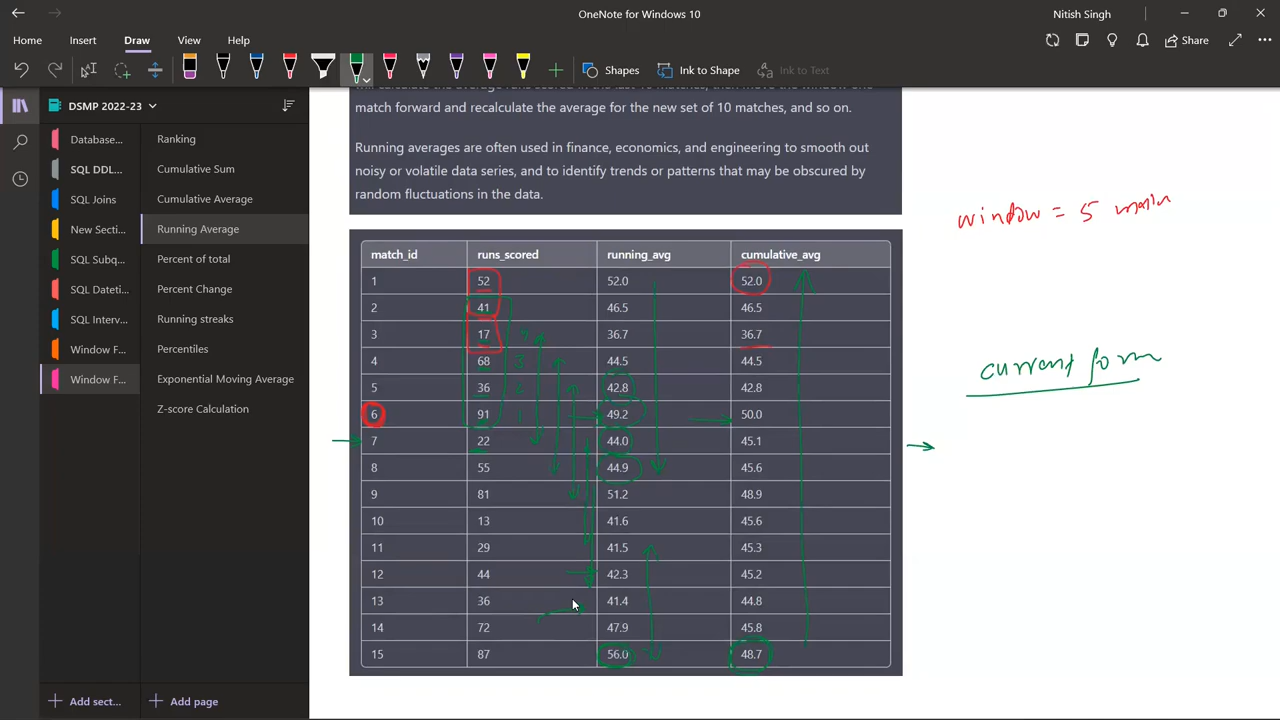 OneNote for Windows 10
Nitish Singh
Home Insert Draw View Help
Share
Shapes Ink to Shape Ink to Text
DSMP 2022-23
Database...
SQL DDL...
SQL Joins
New Secti...
SQL Subq...
SQL Dateti...
SQL Interv...
Window F...
Window F...
Add sect...
Ranking
Cumulative Sum
Cumulative Average
Running Average
Percent of total
Percent Change
Running streaks
Percentiles
Exponential Moving Average
Z-score Calculation
Add page
match forward and recalculate the average for the new set of 10 matches, and so on.
Running averages are often used in finance, economics, and engineering to smooth out
noisy or volatile data series, and to identify trends or patterns that may be obscured by
random fluctuations in the data.
match_id runs_scored running_avg cumulative_avg
1 52 52.0 52.0
2 41 46.5 46.5
3 17 36.7 36.7
4 68 44.5 44.5
5 36 42.8 42.8
6 91 49.2 50.0
7 22 44.0 45.1
8 55 44.9 45.6
9 81 51.2 48.9
10 13 41.6 45.6
11 29 41.5 45.3
12 44 42.3 45.2
13 36 41.4 44.8
14 72 47.9 45.8
15 87 56.0 48.7
3
2
1
window = 5
current form